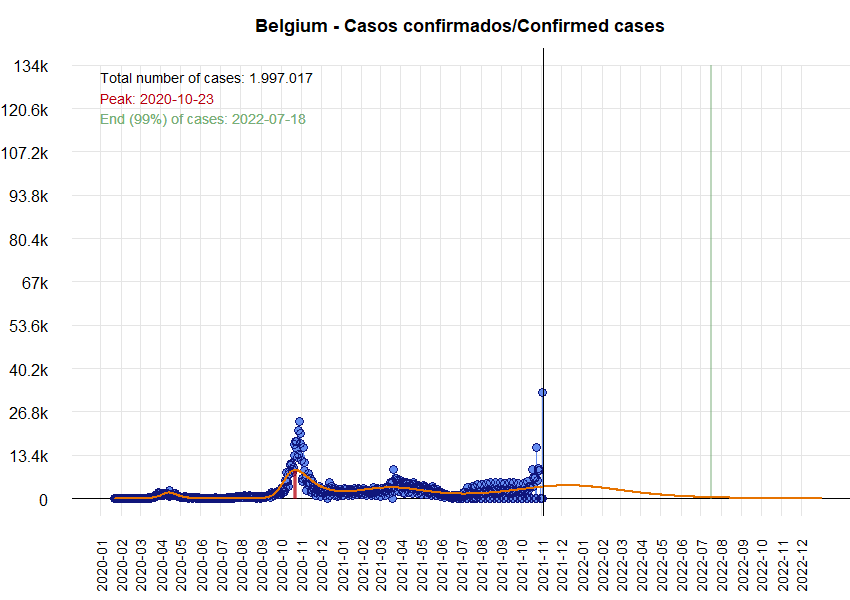 Belgium - Casos confirmados/Confirmed cases
134k
120.6k
107.2k
93.8k
80.4k
67k
53.6k
40.2k
26.8k
13.4k
0
Total number of cases: 1.997.017
Peak: 2020-10-23
End (99%) of cases: 2022-07-18
2020-01
2020-02
2020-03
2020-04
2020-05
2020-06
2020-07
2020-08
2020-09
2020-10
2020-11
2020-12
2021-01
2021-02
2021-03
2021-04
2021-05
2021-06
2021-07
2021-08
2021-09
2021-10
2021-11
2021-12
2022-01
2022-02
2022-03
2022-04
2022-05
2022-06
2022-07
2022-08
2022-09
2022-10
2022-11
2022-12